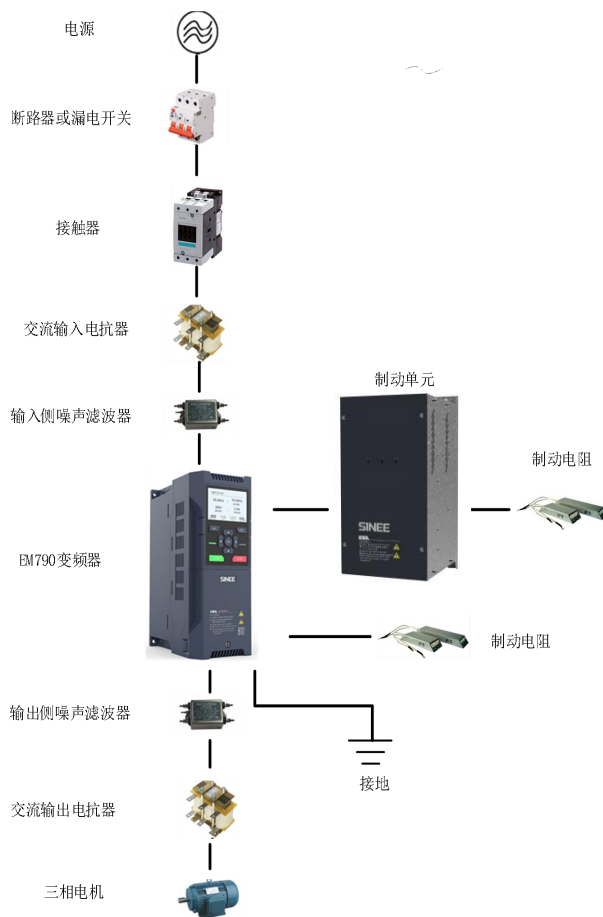 电源
断路器或漏电开关
接触器
交流输入电抗器
制动单元
输入侧噪声滤波器
制动电阻
SINEE
EM790变频器
SINEE
制动电阻
输出侧噪声滤波器
接地
交流输出电抗器
三相电机